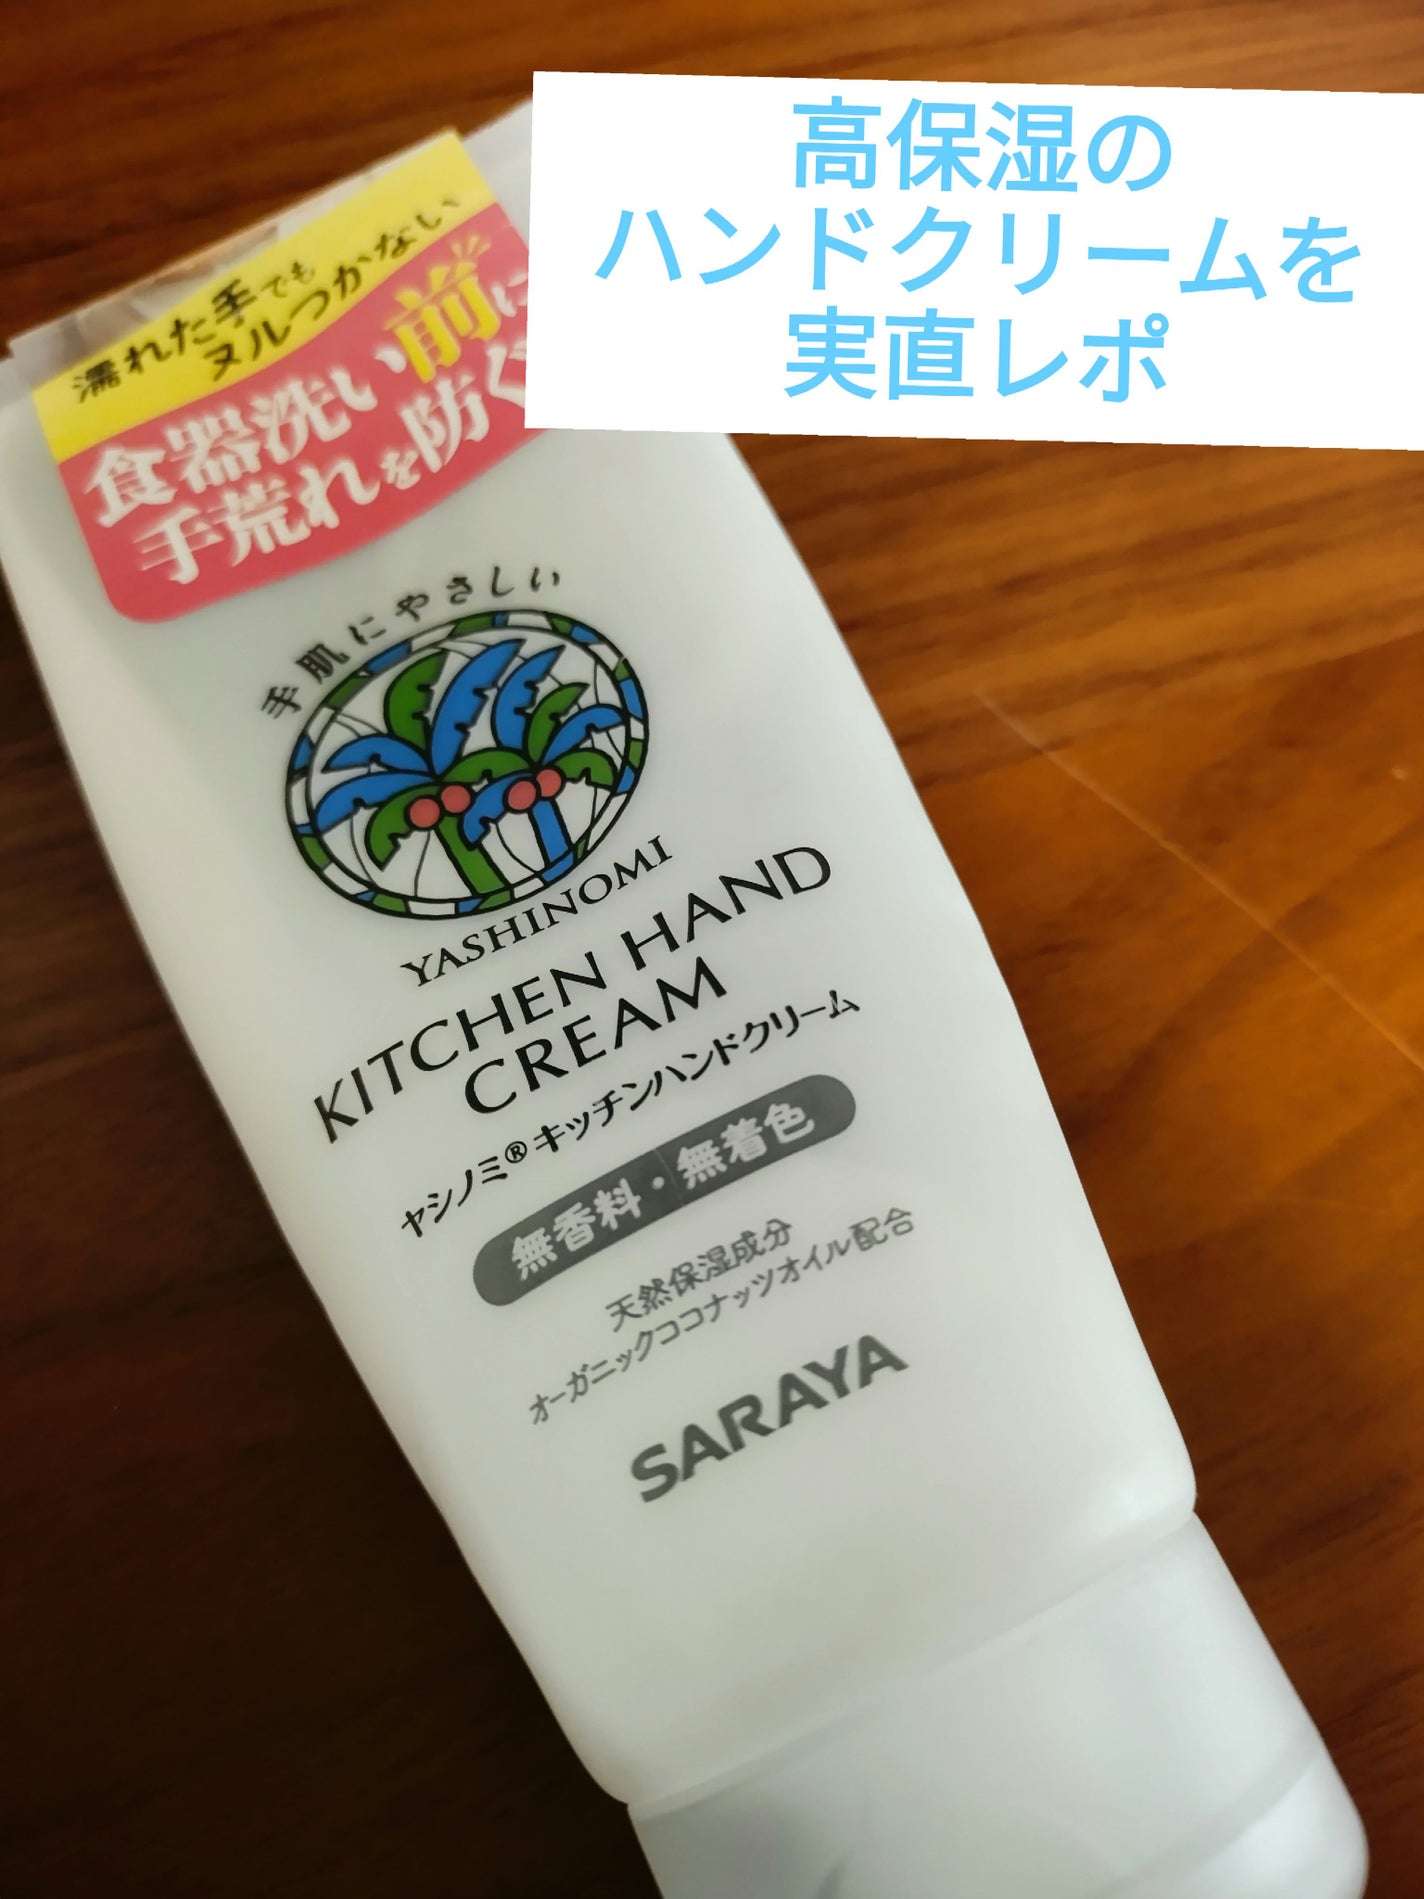 高保湿の
ハンドクリームを
実直レポ
濡れた手でも
ヌルつかない
食器洗い前に
手荒れを防ぐ
手肌にやさしい
YASHINOMI
KITCHEN HAND
CREAM
ヤシノミ®キッチンハンドクリーム
無香料・無着色
天然保湿成分
オーガニックココナッツオイル配合
SARAYA